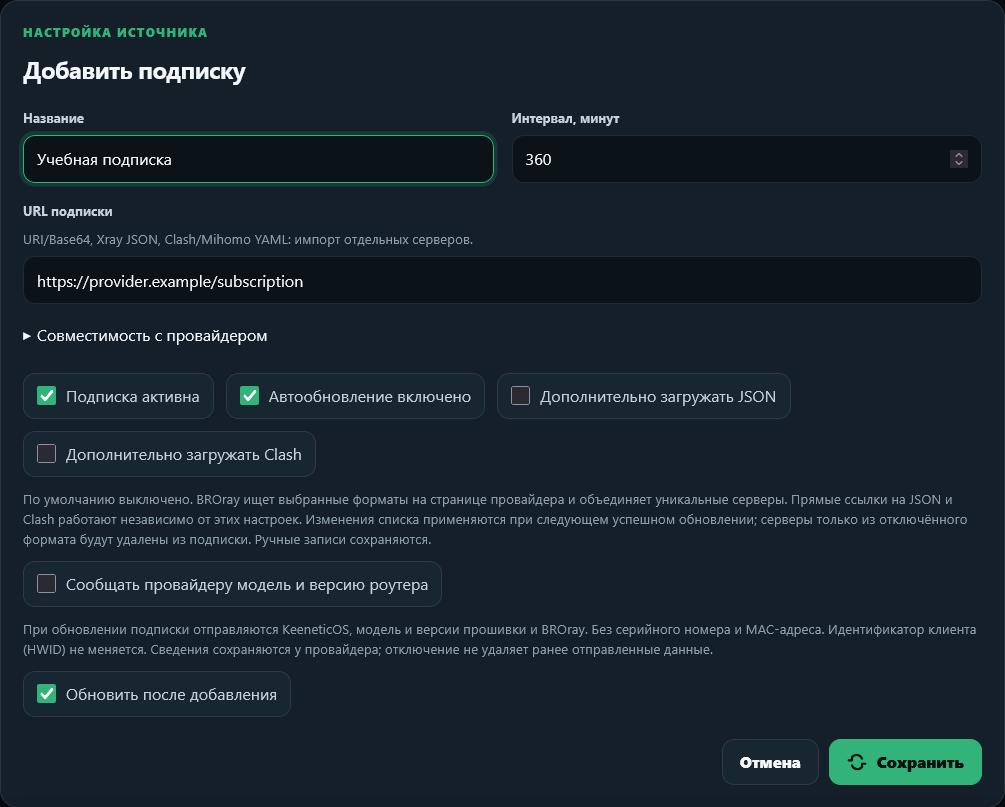 НАСТРОЙКА ИСТОЧНИКА
Добавить подписку
Название
Интервал, минут
Учебная подписка
360
URL подписки
URI/Base64, Xray JSON, Clash/Mihomo YAML: импорт отдельных серверов.
https://provider.example/subscription
Совместимость с провайдером
Подписка активна
Автообновление включено
Дополнительно загружать JSON
Дополнительно загружать Clash
По умолчанию выключено. BROray ищет выбранные форматы на странице провайдера и объединяет уникальные серверы. Прямые ссылки на JSON и
Clash работают независимо от этих настроек. Изменения списка применяются при следующем успешном обновлении; серверы только из отключённого
формата будут удалены из подписки. Ручные записи сохраняются.
Сообщать провайдеру модель и версию роутера
При обновлении подписки отправляются KeeneticOS, модель и версии прошивки и BROray. Без серийного номера и MAC-адреса. Идентификатор клиента
(HWID) не меняется. Сведения сохраняются у провайдера; отключение не удаляет ранее отправленные данные.
Обновить после добавления
Отмена
Сохранить